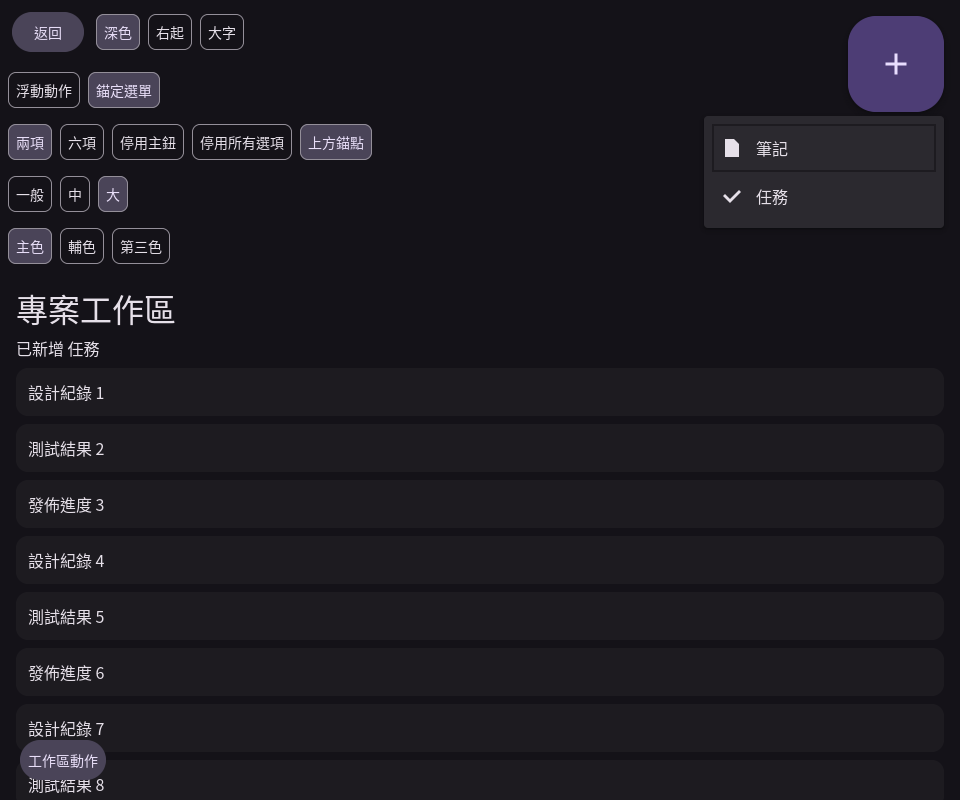 返回 深色 右起 大字
浮動動作 錨定選單
兩項 六項 停用主鈕 停用所有選項 上方錨點
一般 中 大
主色 輔色 第三色
筆記
任務
專案工作區
已新增 任務
設計紀錄 1
測試結果 2
發佈進度 3
設計紀錄 4
測試結果 5
發佈進度 6
設計紀錄 7
工作區動作
測試結果 8